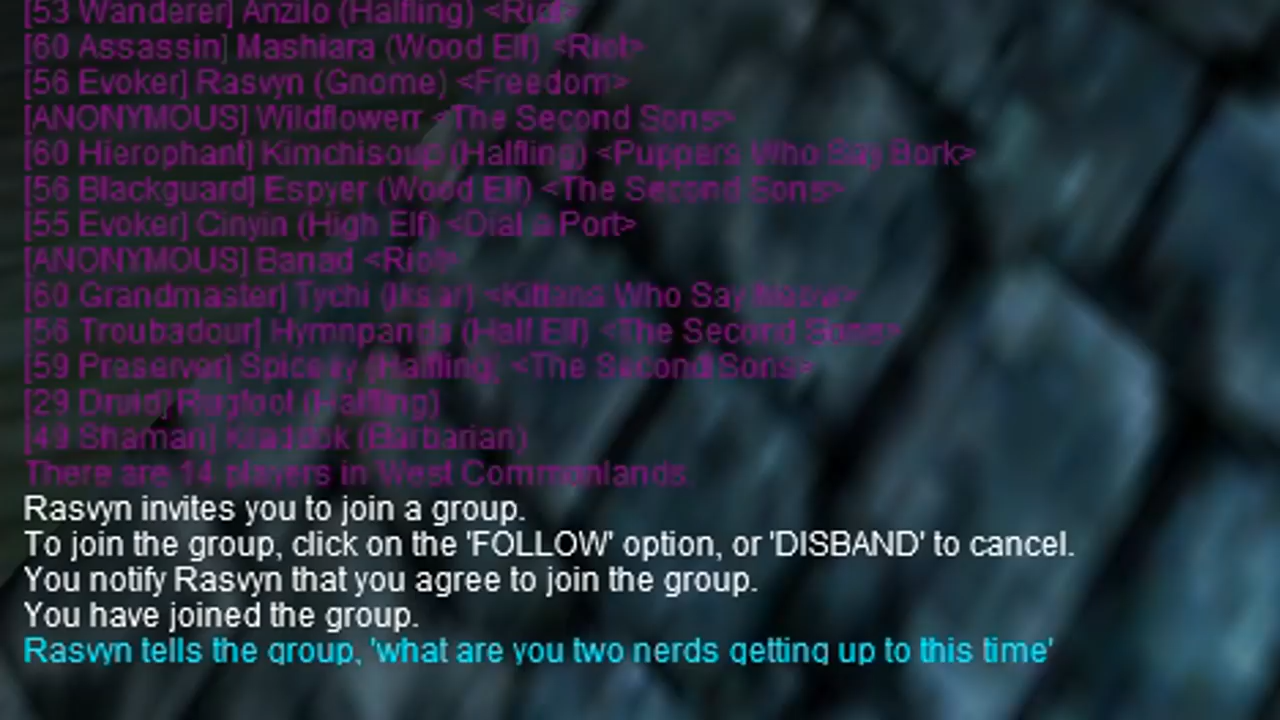 [53 Wanderer] Anzilo (Halfling) <Riot>
[60 Assassin] Mashiara (Wood Elf) <Riot>
[56 Evoker] Rasvyn (Gnome) <Freedom>
[ANONYMOUS] Wildflowerr <The Second Sons>
[60 Hierophant] Kimchisoup (Halfling) <Puppers Who Say Bork>
[56 Blackguard] Espyer (Wood Elf) <The Second Sons>
[55 Evoker] Cinyin (High Elf) <Dial a Port>
[ANONYMOUS] Banad <Riot>
[60 Grandmaster] Tychi (Iksar) <Kittens Who Say Meow>
[56 Troubadour] Hymnpanda (Half Elf) <The Second Sons>
[59 Preserver] (Halfling) <The Second Sons>
[29 Druid] Rugfoot (Halfling)
[49 Shaman] (Barbarian)
There are 14 players in West Commonlands.
Rasvyn invites you to join a group.
To join the group, click on the 'FOLLOW' option, or 'DISBAND' to cancel.
You notify Rasvyn that you agree to join the group.
You have joined the group.
Rasvyn tells the group, 'what are you two nerds getting up to this time'